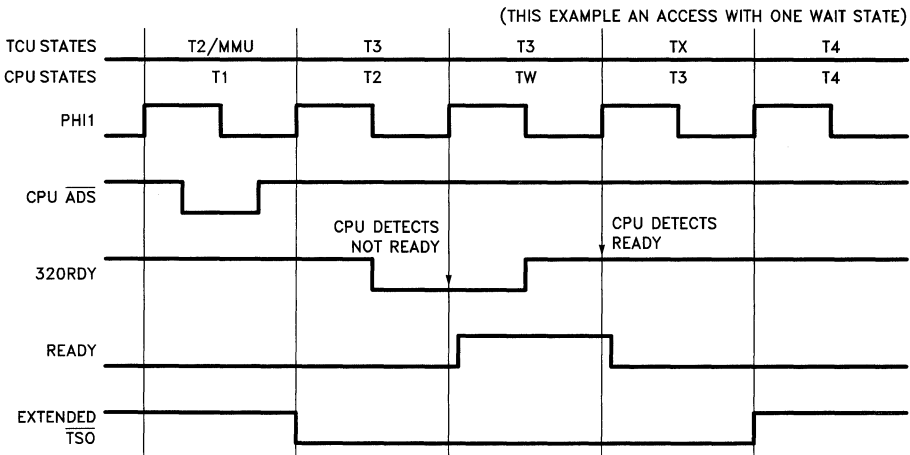 (THIS EXAMPLE AN ACCESS WITH ONE WAIT STATE)
TCU STATES T2/MMU T3 T3 TX T4
CPU STATES T1 T2 TW T3 T4
PHI1
CPU ADS
CPU DETECTS
NOT READY
CPU DETECTS
READY
320RDY
READY
EXTENDED
TSO